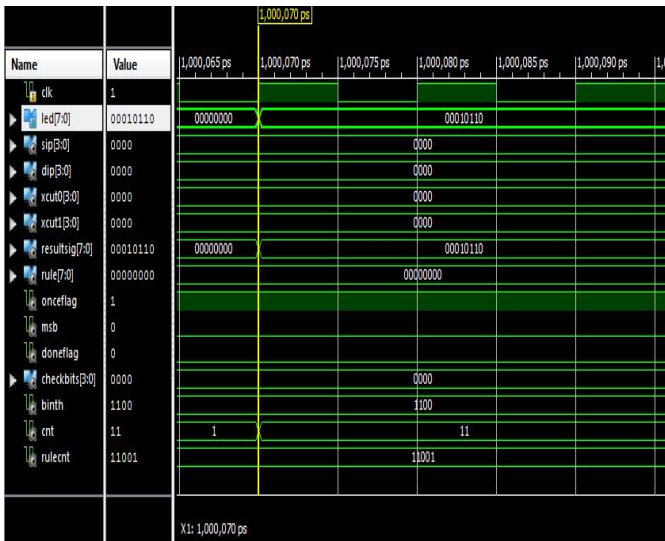 1,000,070 ps
Name Value 1,000,065 ps 1,000,070 ps 1,000,075 ps 1,000,080 ps 1,000,085 ps 1,000,090 ps 1,
clk 1
led[7:0] 00010110 00000000 00010110
sip[3:0] 0000 0000
dip[3:0] 0000 0000
xcut0[3:0] 0000 0000
xcut1[3:0] 0000 0000
resultsig[7:0] 00010110 00000000 00010110
rule[7:0] 00000000 00000000
onceflag 1
msb 0
doneflag 0
checkbits[3:0] 0000 0000
binth 1100 1100
cnt 11 1 11
rulecnt 11001 11001
X1: 1,000,070 ps